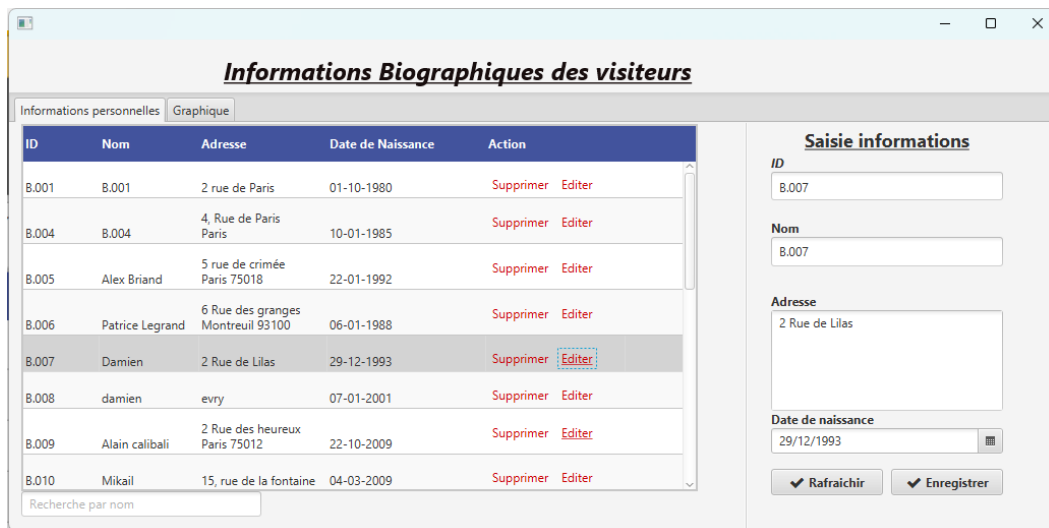 Informations Biographiques des visiteurs
Informations personnelles Graphique
ID Nom Adresse Date de Naissance Action
B.001 B.001 2 rue de Paris 01-10-1980 Supprimer Editer
4, Rue de Paris
B.004 B.004 Paris 10-01-1985 Supprimer Editer
5 rue de crimée
B.005 Alex Briand Paris 75018 22-01-1992 Supprimer Editer
6 Rue des granges
B.006 Patrice Legrand Montreuil 93100 06-01-1988 Supprimer Editer
B.007 Damien 2 Rue de Lilas 29-12-1993 Supprimer Editer
B.008 damien evry 07-01-2001 Supprimer Editer
2 Rue des heureux
B.009 Alain calibali Paris 75012 22-10-2009 Supprimer Editer
B.010 Mikail 15, rue de la fontaine 04-03-2009 Supprimer Editer
Recherche par nom
Saisie informations
ID
B.007
Nom
B.007
Adresse
2 Rue de Lilas
Date de naissance
29/12/1993
Rafraichir Enregistrer